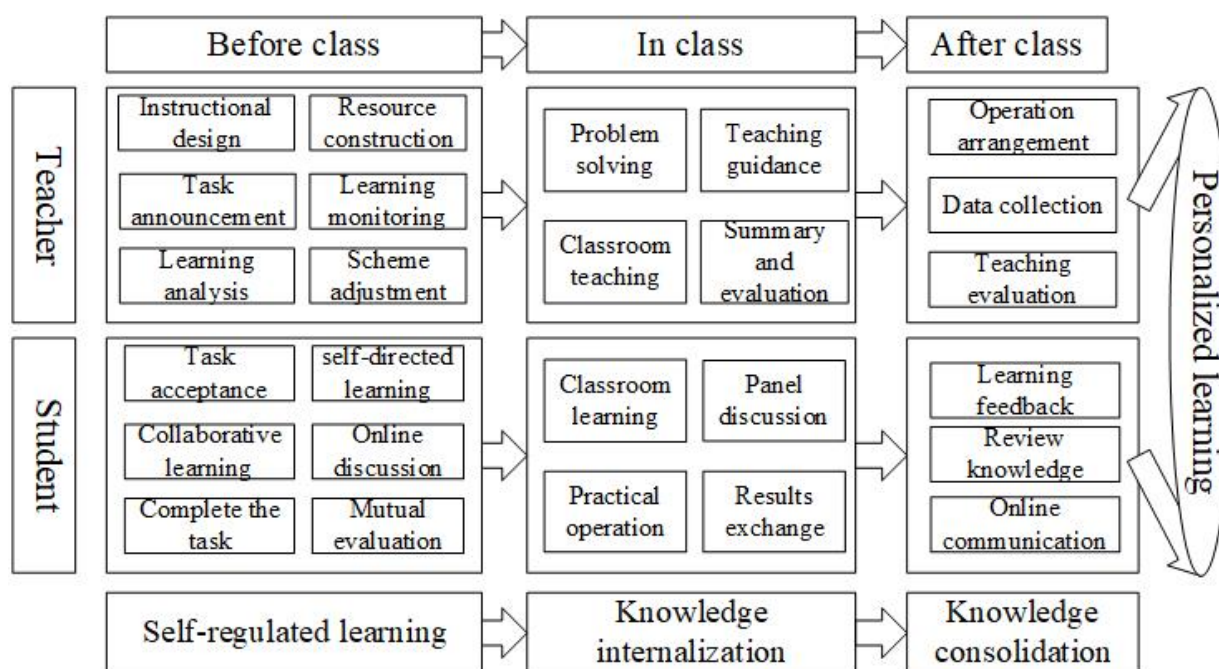 Before class
In class
After class
Teacher
Instructional
design
Resource
construction
Task
announcement
Learning
monitoring
Learning
analysis
Scheme
adjustment
Problem
solving
Teaching
guidance
Classroom
teaching
Summary
and
evaluation
Operation
arrangement
Data collection
Teaching
evaluation
Personalized learning
Student
Task
acceptance
self-directed
learning
Collaborative
learning
Online
discussion
Complete the
task
Mutual
evaluation
Classroom
learning
Panel
discussion
Practical
operation
Results
exchange
Learning
feedback
Review
knowledge
Online
communication
Self-regulated learning
Knowledge
internalization
Knowledge
consolidation